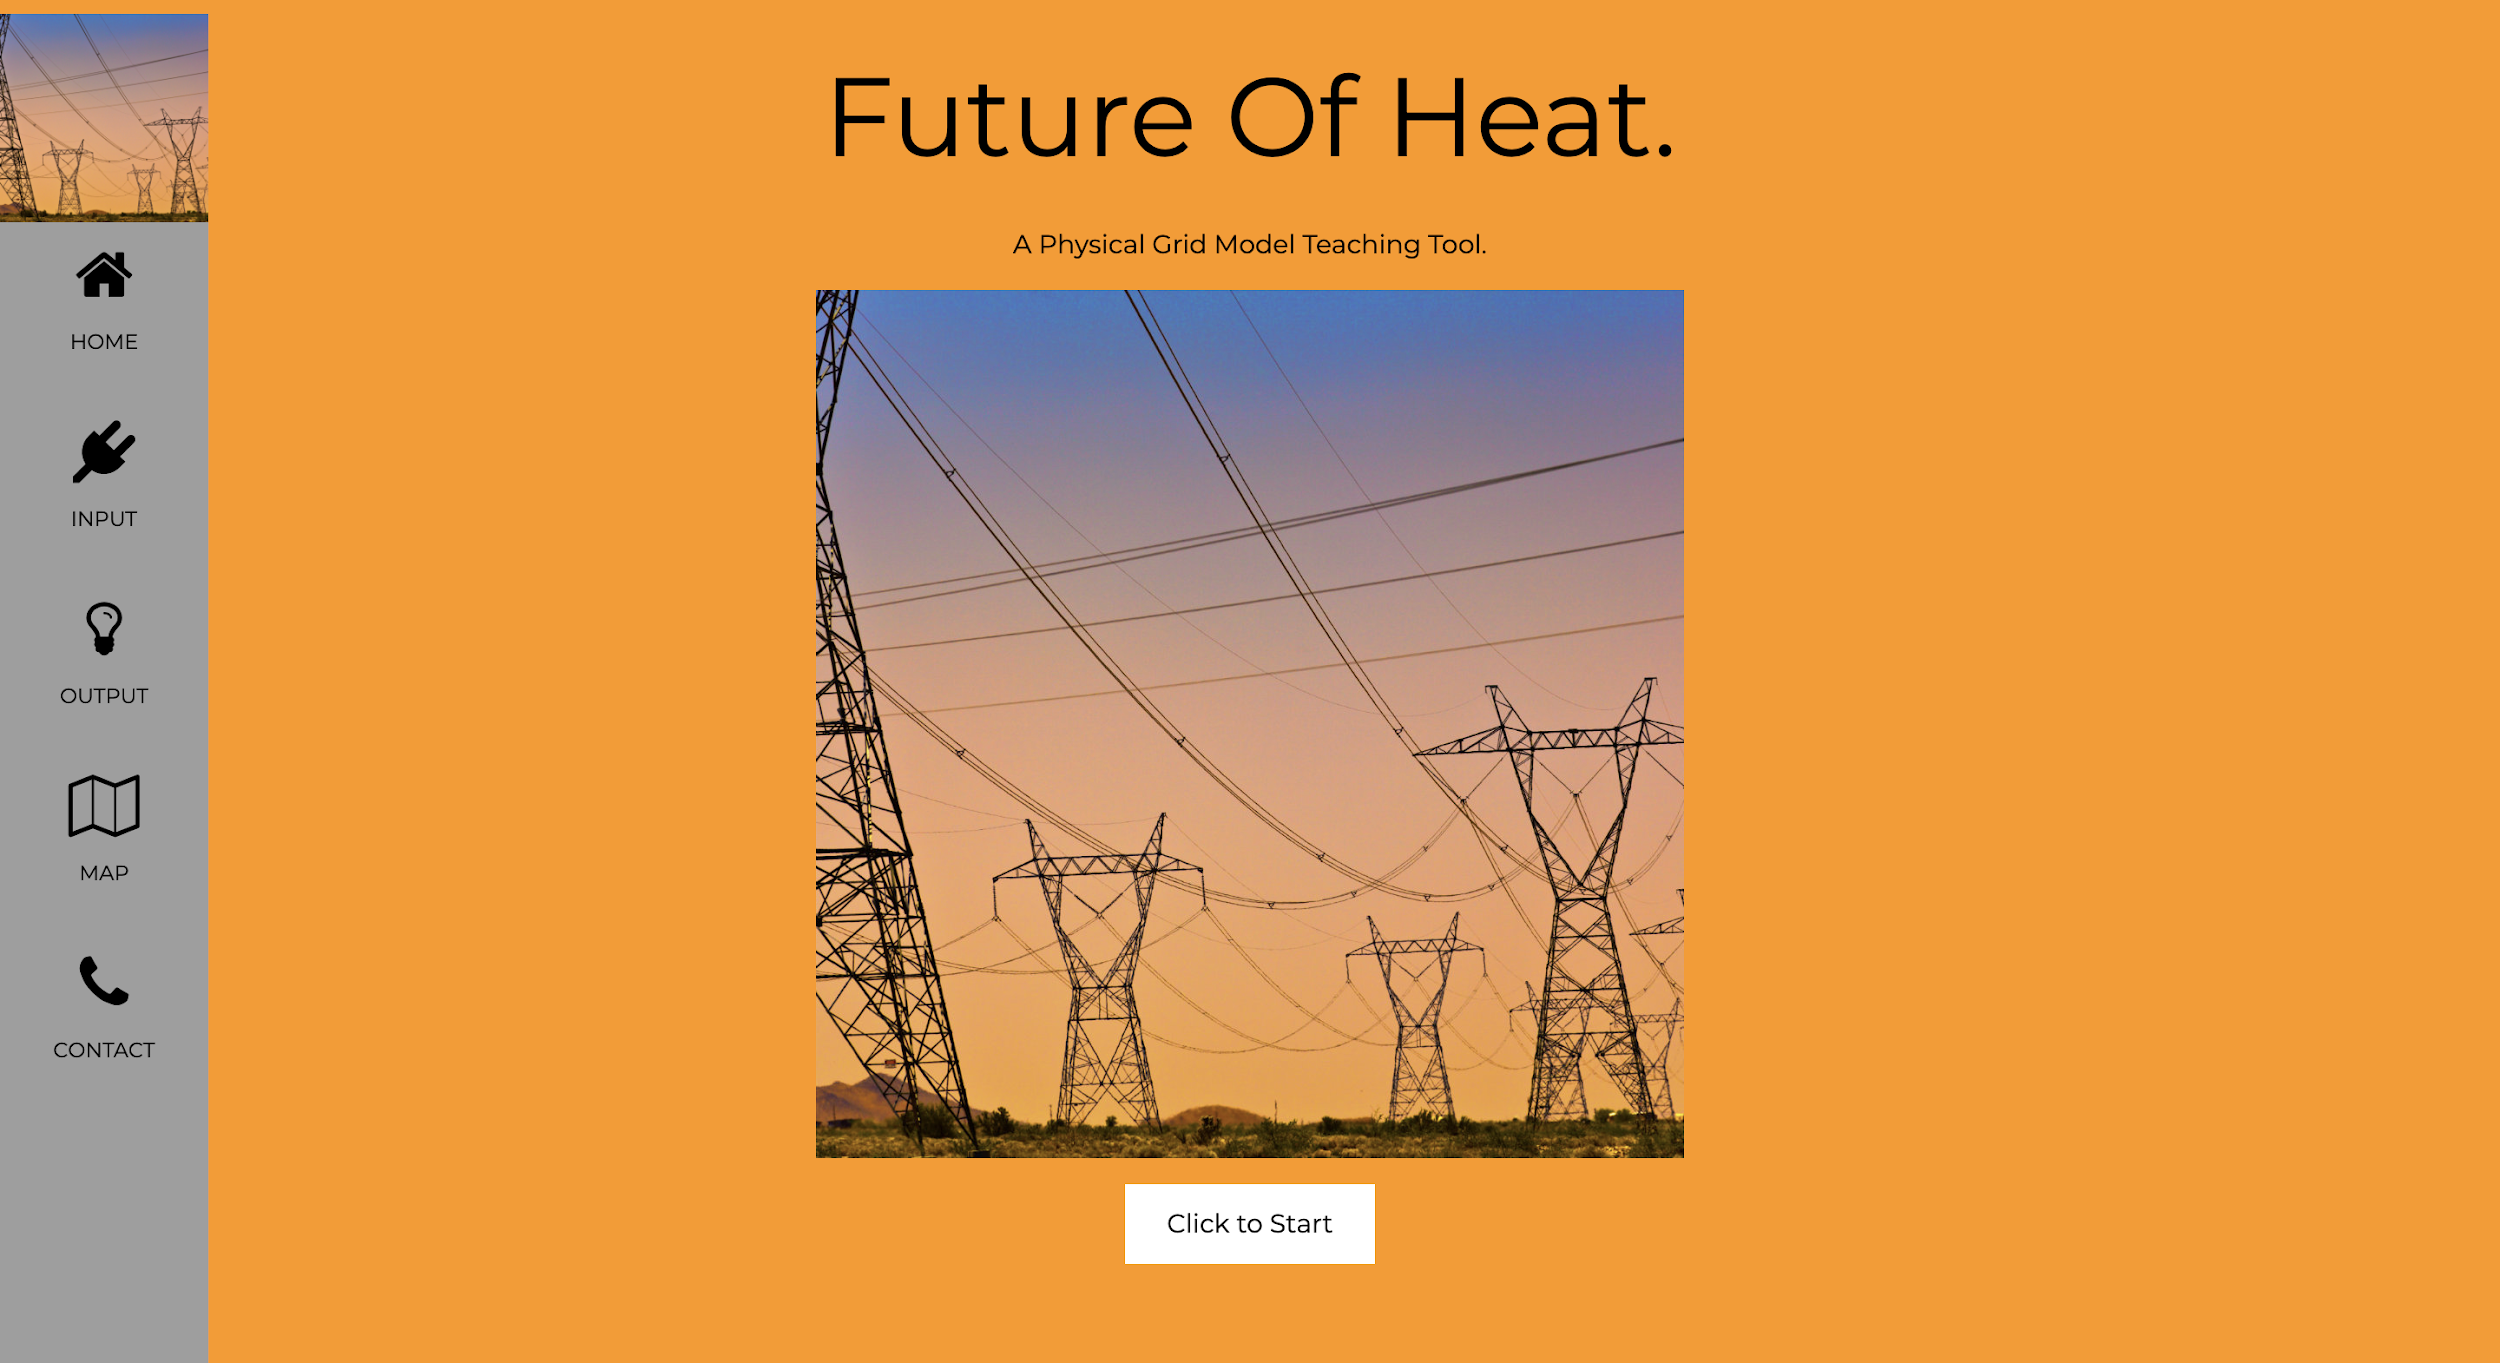 Future Of Heat.
A Physical Grid Model Teaching Tool.
HOME
INPUT
OUTPUT
MAP
CONTACT
Click to Start